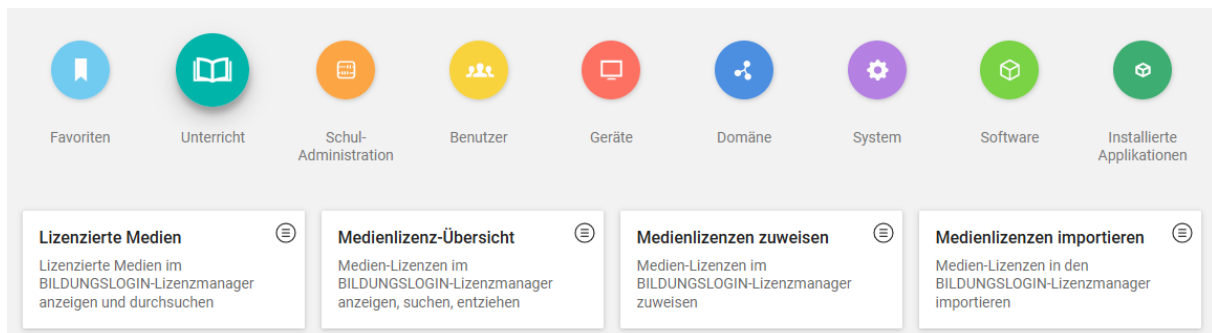 Favoriten
Unterricht
Schul-
Administration
Benutzer
Geräte
Domäne
System
Software
Installierte
Applikationen
Lizenzierte Medien
Lizenzierte Medien im
BILDUNGSLOGIN-Lizenzmanager
anzeigen und durchsuchen
Medienlizenz-Übersicht
Medien-Lizenzen im
BILDUNGSLOGIN-Lizenzmanager
anzeigen, suchen, entziehen
Medienlizenzen zuweisen
Medien-Lizenzen im
BILDUNGSLOGIN-Lizenzmanager
zuweisen
Medienlizenzen importieren
Medien-Lizenzen in den
BILDUNGSLOGIN-Lizenzmanager
importieren